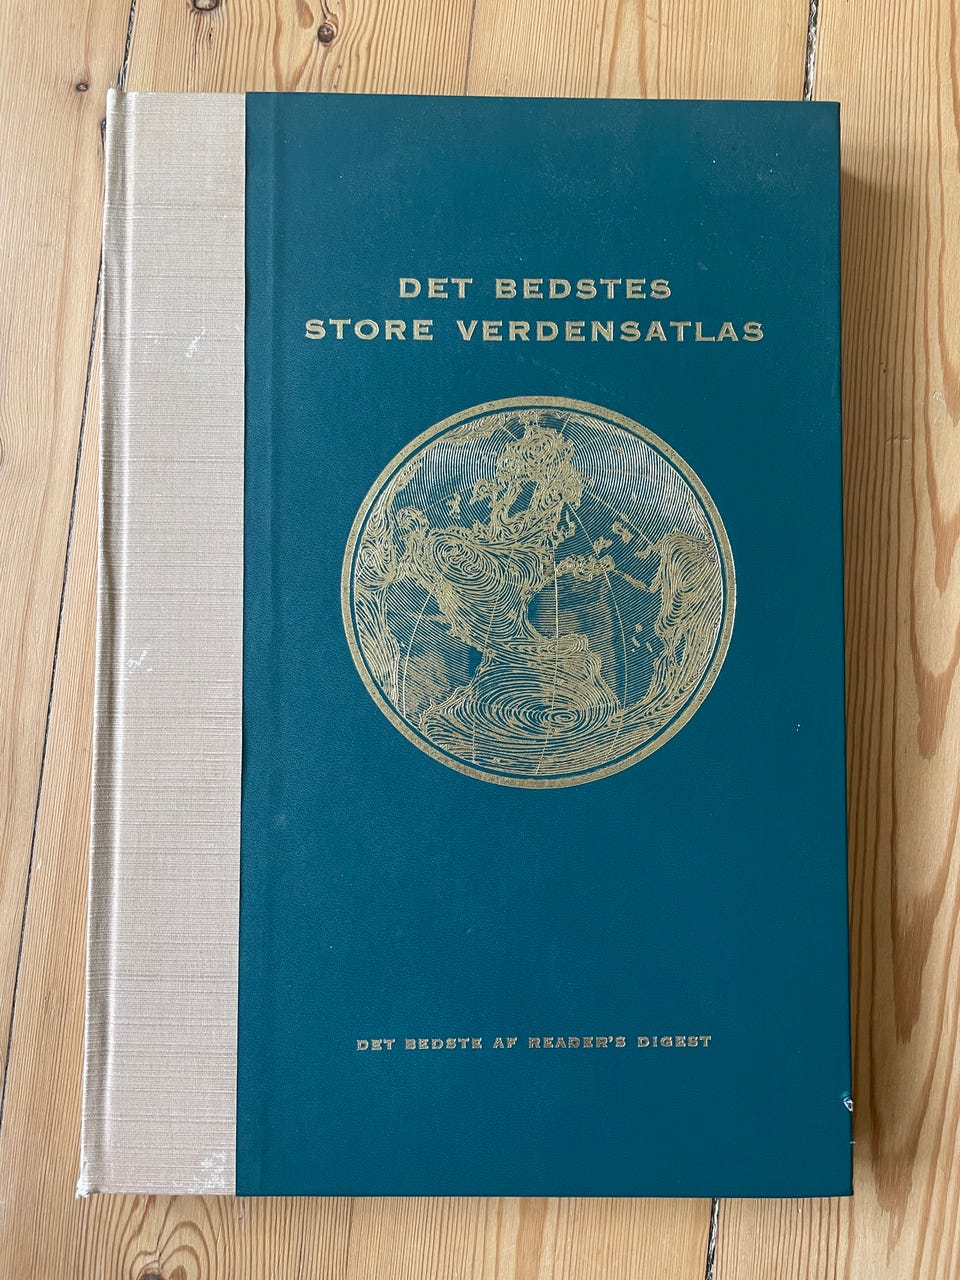 DET BEDSTES
STORE VERDENSATLAS
DET BEDSTE AF READER'S DIGEST